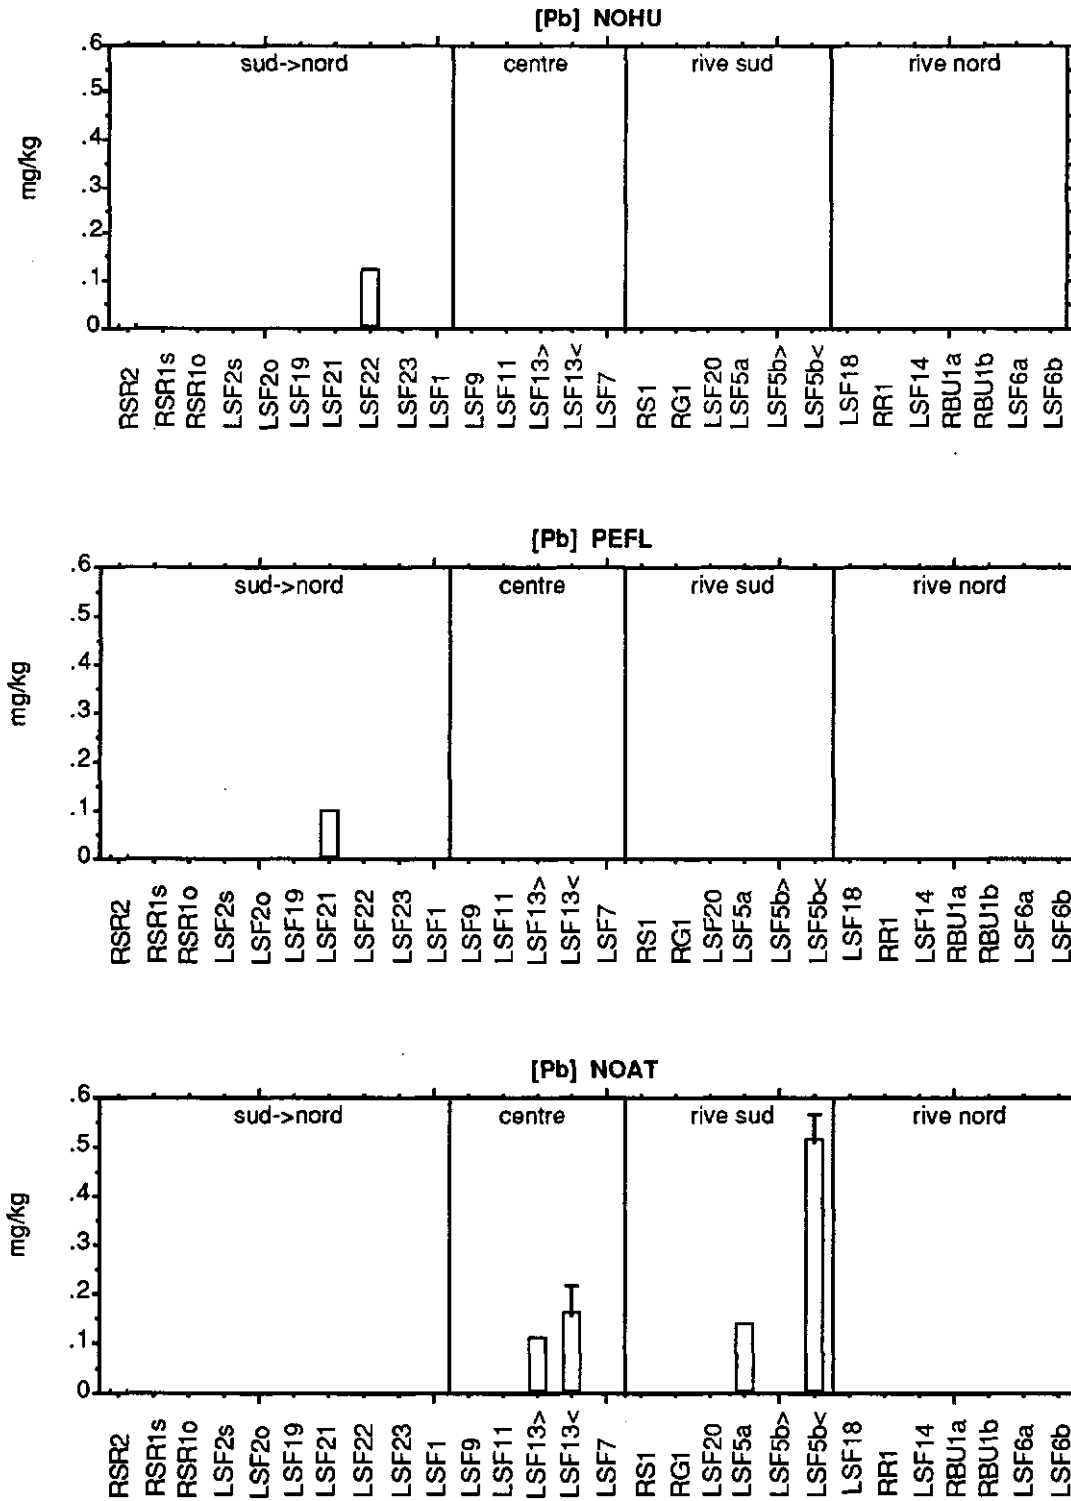 [Pb] NOHU
sud->nord centre rive sud rive nord
mg/kg
.6
.5
.4
.3
.2
.1
0
RSR2 RSR1s RSR1o LSF2s LSF2o LSF19 LSF21 LSF22 LSF23 LSF1 LSF9 LSF11 LSF13> LSF13< LSF7 RS1 RG1 LSF20 LSF5a LSF5b> LSF5b< LSF18 RR1 LSF14 RBU1a RBU1b LSF6a LSF6b
[Pb] PEFL
sud->nord centre rive sud rive nord
mg/kg
.6
.5
.4
.3
.2
.1
0
RSR2 RSR1s RSR1o LSF2s LSF2o LSF19 LSF21 LSF22 LSF23 LSF1 LSF9 LSF11 LSF13> LSF13< LSF7 RS1 RG1 LSF20 LSF5a LSF5b> LSF5b< LSF18 RR1 LSF14 RBU1a RBU1b LSF6a LSF6b
[Pb] NOAT
sud->nord centre rive sud rive nord
mg/kg
.6
.5
.4
.3
.2
.1
0
RSR2 RSR1s RSR1o LSF2s LSF2o LSF19 LSF21 LSF22 LSF23 LSF1 LSF9 LSF11 LSF13> LSF13< LSF7 RS1 RG1 LSF20 LSF5a LSF5b> LSF5b< LSF18 RR1 LSF14 RBU1a RBU1b LSF6a LSF6b